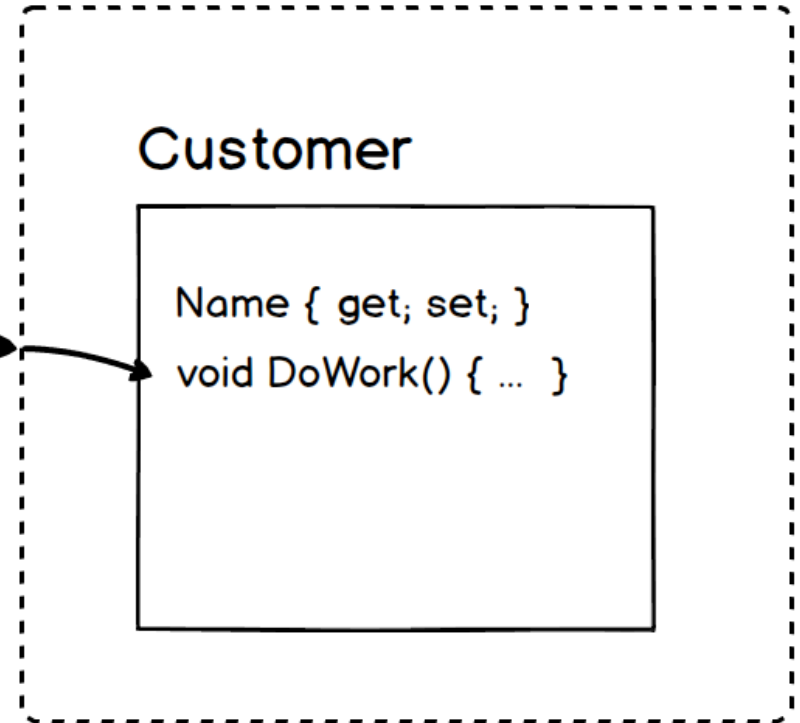 Customer
Name { get; set; }
void DoWork() { ... }